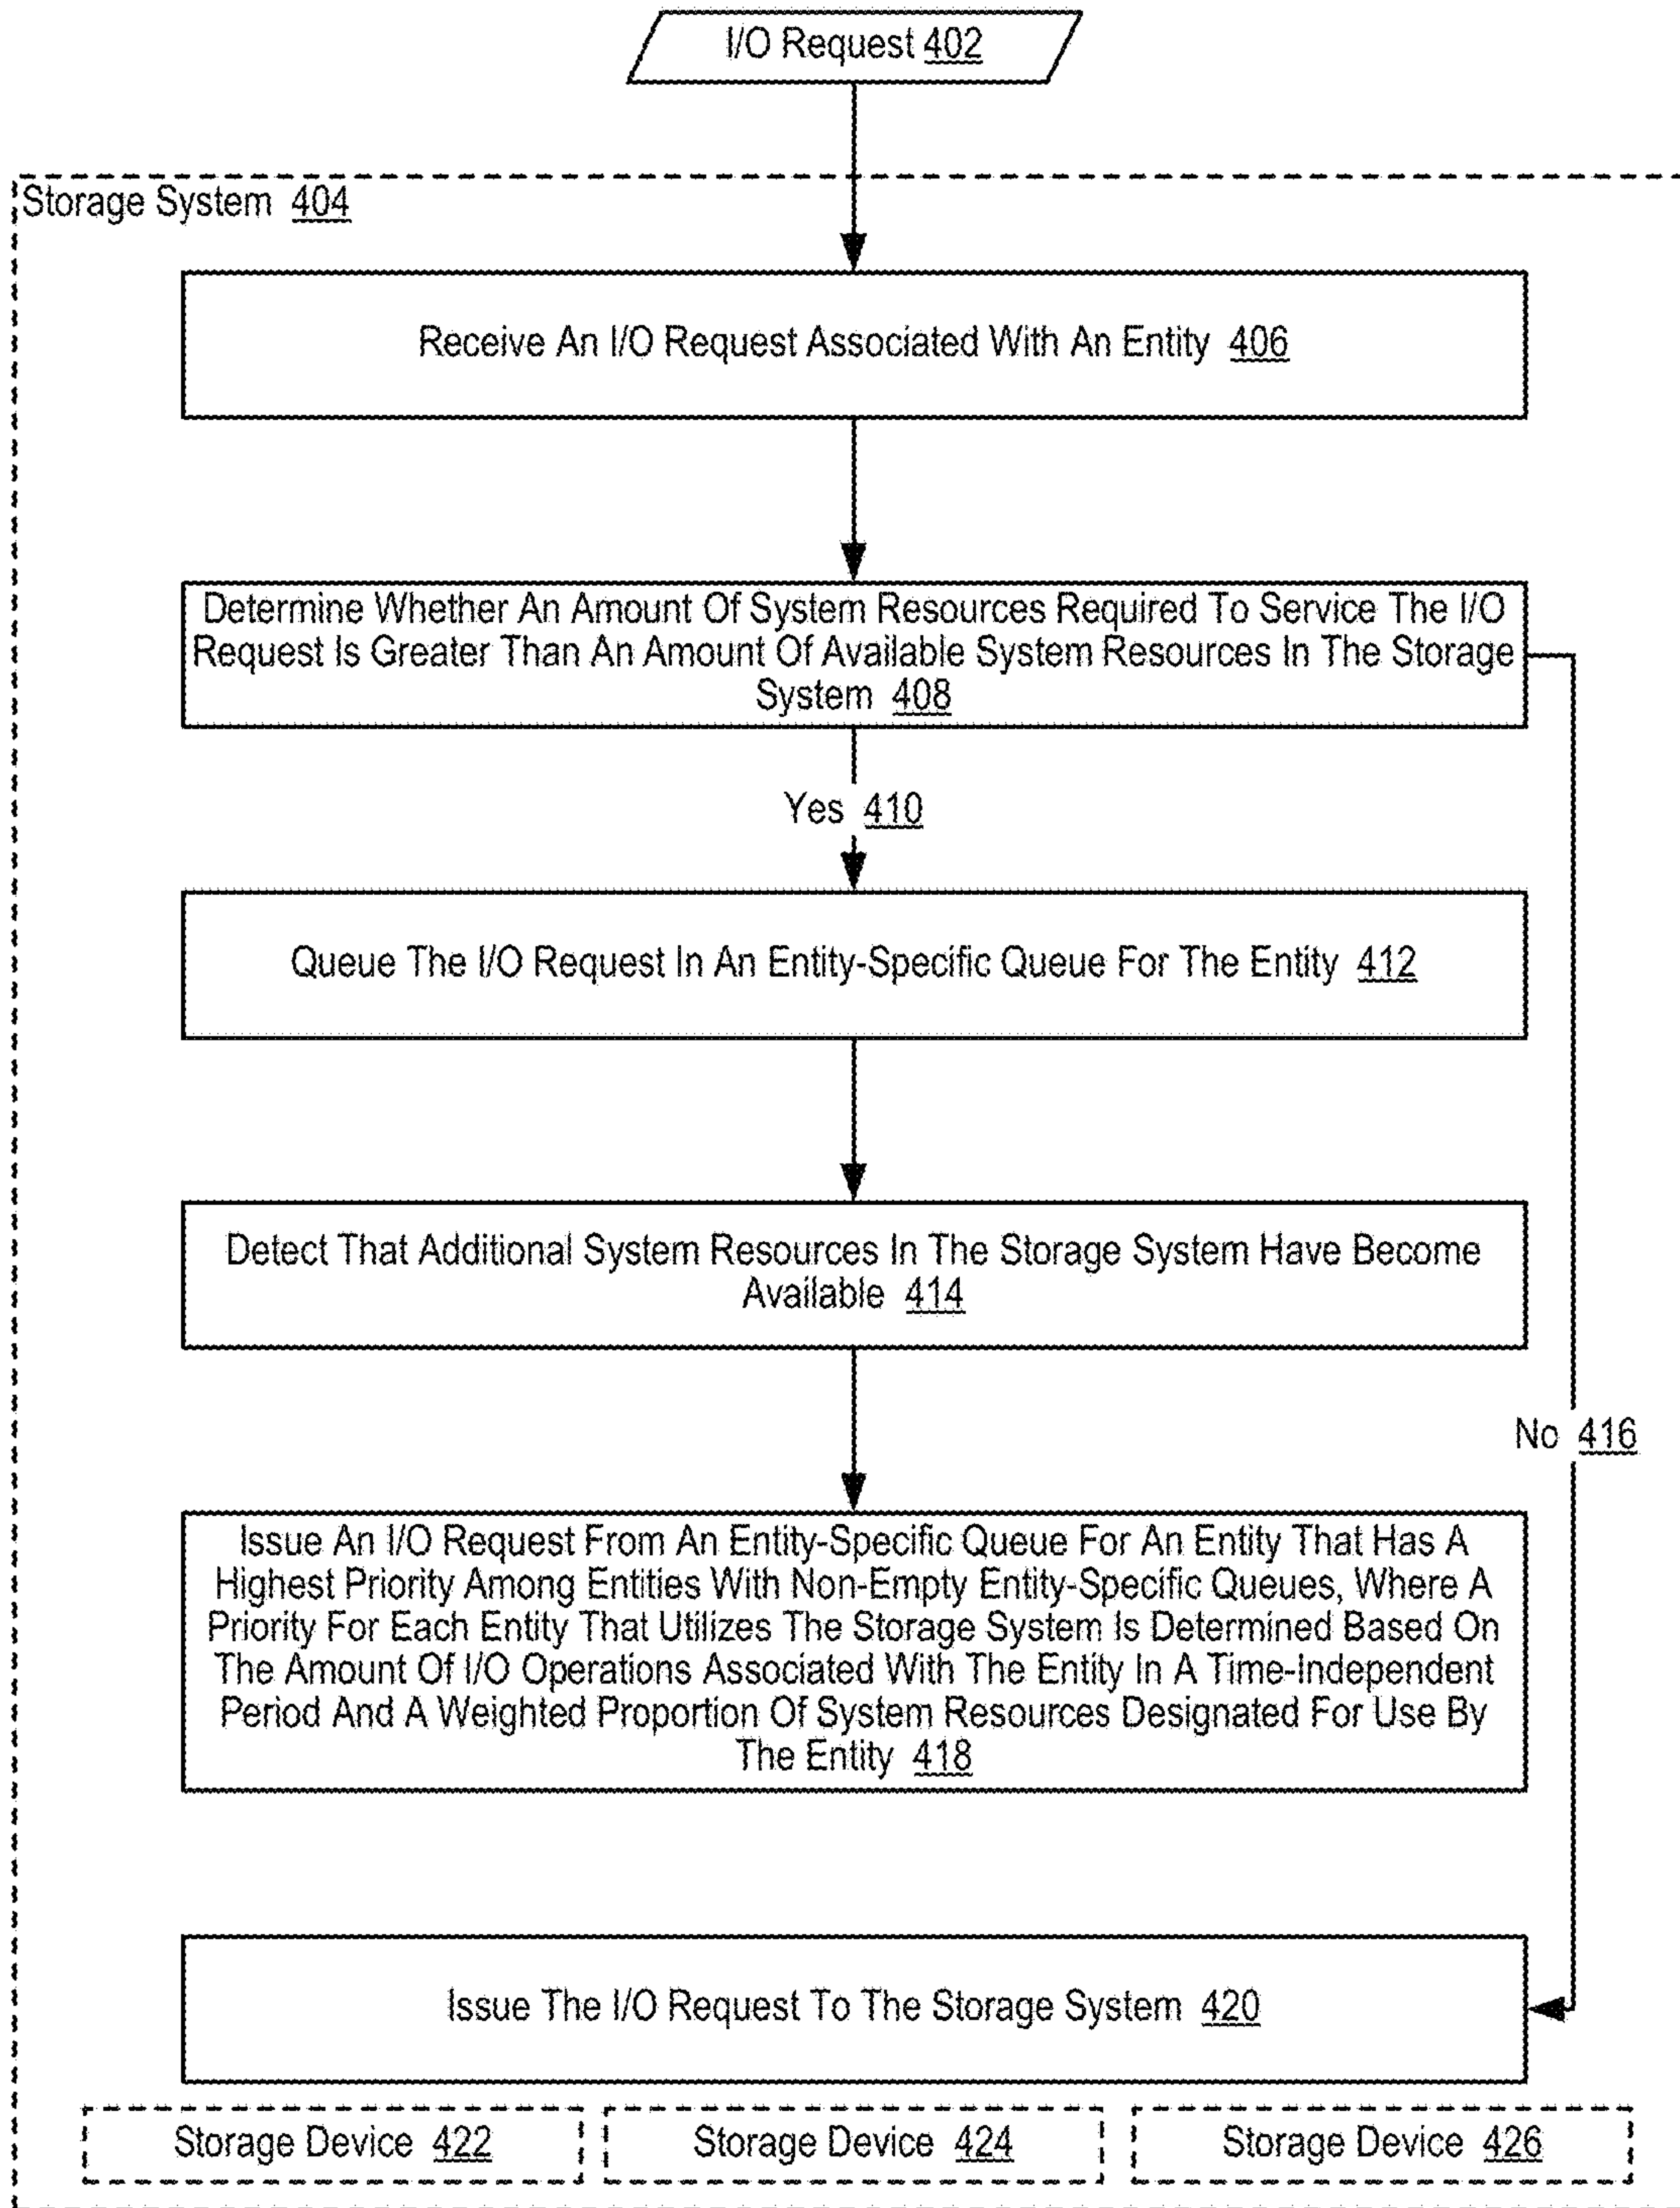 I/O Request 402
Storage System 404
Receive An I/O Request Associated With An Entity 406
Determine Whether An Amount Of System Resources Required To Service The I/O
Request Is Greater Than An Amount Of Available System Resources In The Storage
System 408
Yes 410
Queue The I/O Request In An Entity-Specific Queue For The Entity 412
Detect That Additional System Resources In The Storage System Have Become
Available 414
No 416
Issue An I/O Request From An Entity-Specific Queue For An Entity That Has A
Highest Priority Among Entities With Non-Empty Entity-Specific Queues, Where A
Priority For Each Entity That Utilizes The Storage System Is Determined Based On
The Amount Of I/O Operations Associated With The Entity In A Time-Independent
Period And A Weighted Proportion Of System Resources Designated For Use By
The Entity 418
Issue The I/O Request To The Storage System 420
Storage Device 422
Storage Device 424
Storage Device 426